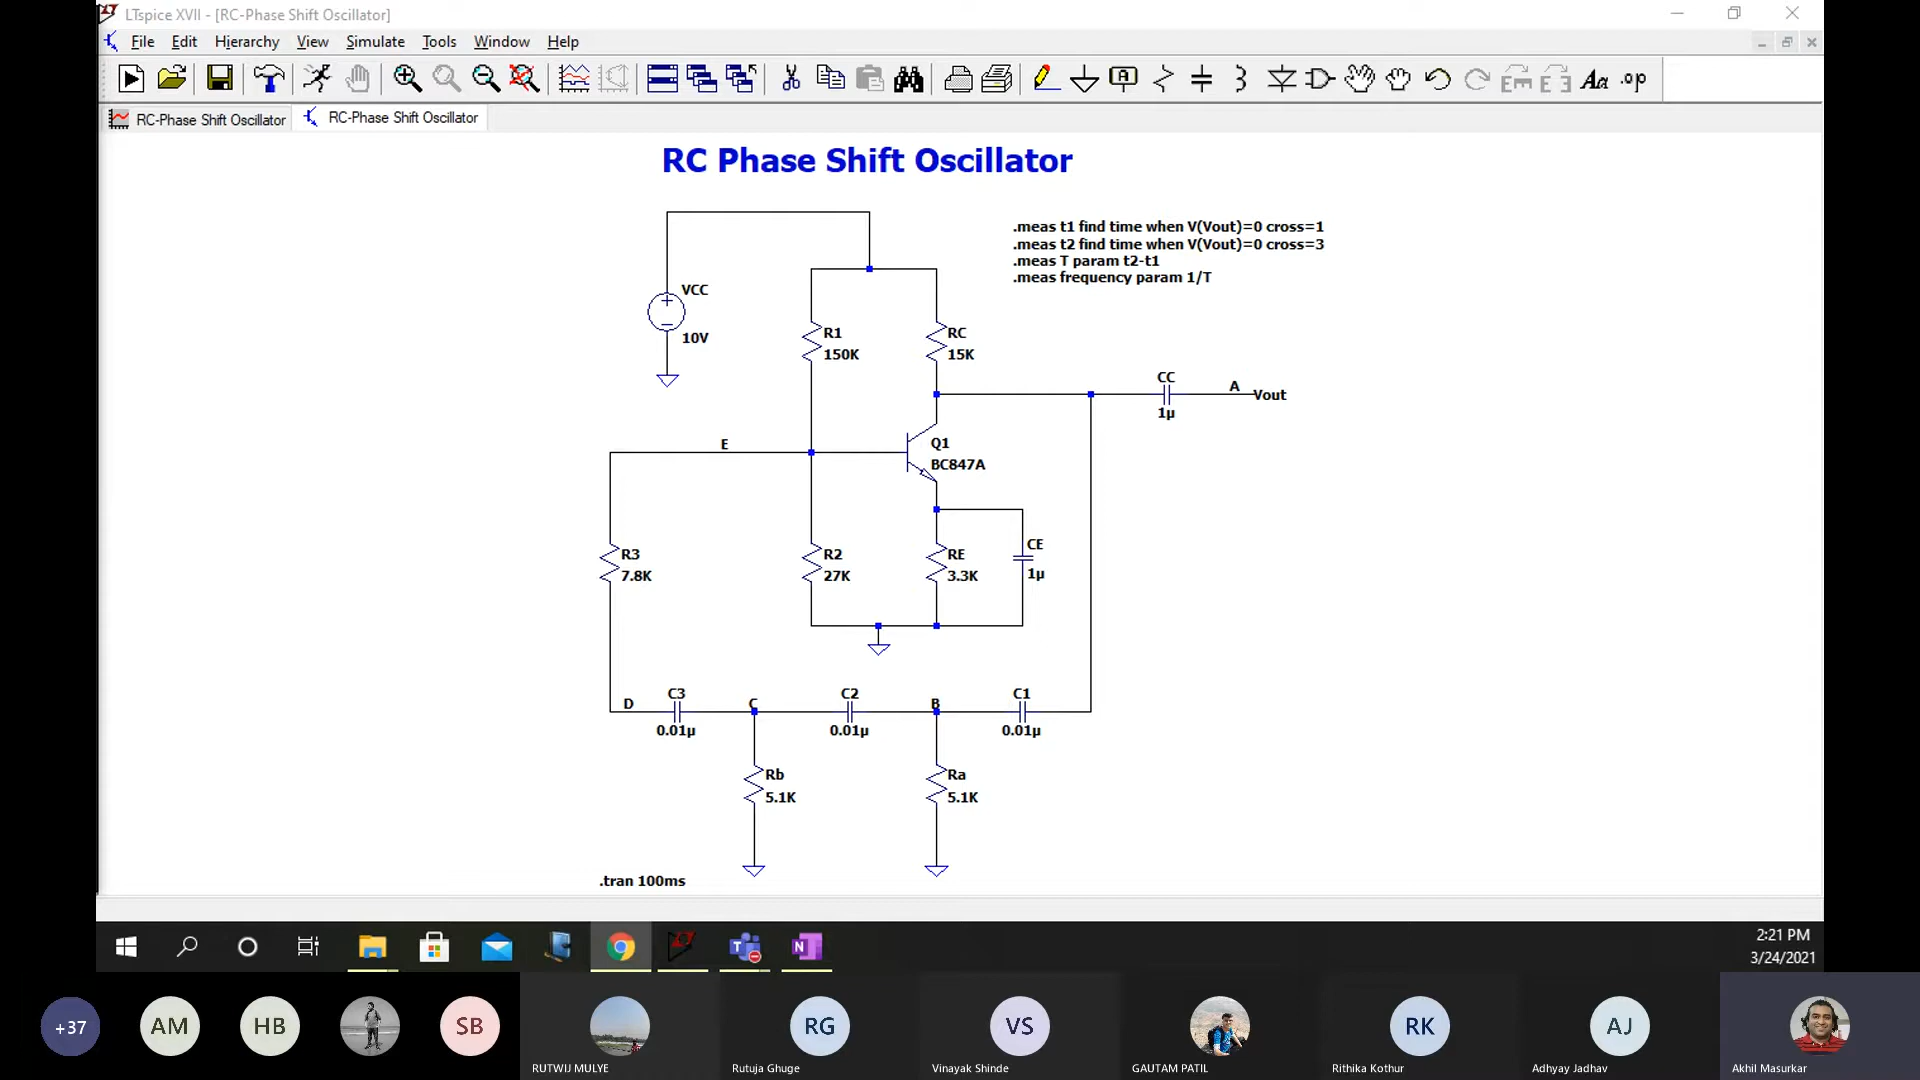 LTspice XVII - [RC-Phase Shift Oscillator]
File Edit Hierarchy View Simulate Tools Window Help
A Aa .op
RC-Phase Shift Oscillator RC-Phase Shift Oscillator
RC Phase Shift Oscillator
.meas t1 find time when V(Vout)=0 cross=1
.meas t2 find time when V(Vout)=0 cross=3
.meas T param t2-t1
.meas frequency param 1/T
VCC
10V
R1
150K
RC
15K
CC
1µ
A
Vout
E
Q1
BC847A
R3
7.8K
R2
27K
RE
3.3K
CE
1µ
D
C3
0.01µ
C
C2
0.01µ
B
C1
0.01µ
Rb
5.1K
Ra
5.1K
.tran 100ms
2:21 PM
3/24/2021
+37 AM HB SB RG VS RK AJ
RUTWIJ MULYE Rutuja Ghuge Vinayak Shinde GAUTAM PATIL Rithika Kothur Adhyay Jadhav Akhil Masurkar